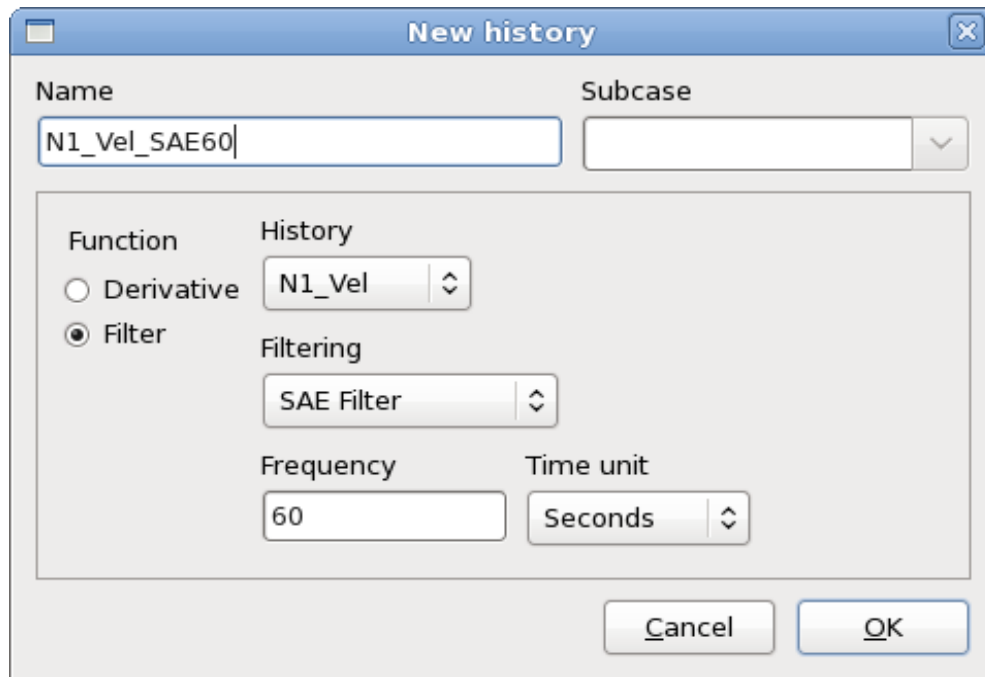 New history
Name
Subcase
N1_Vel_SAE60
Function
History
Derivative
N1_Vel
Filter
Filtering
SAE Filter
Frequency
Time unit
60
Seconds
Cancel
OK